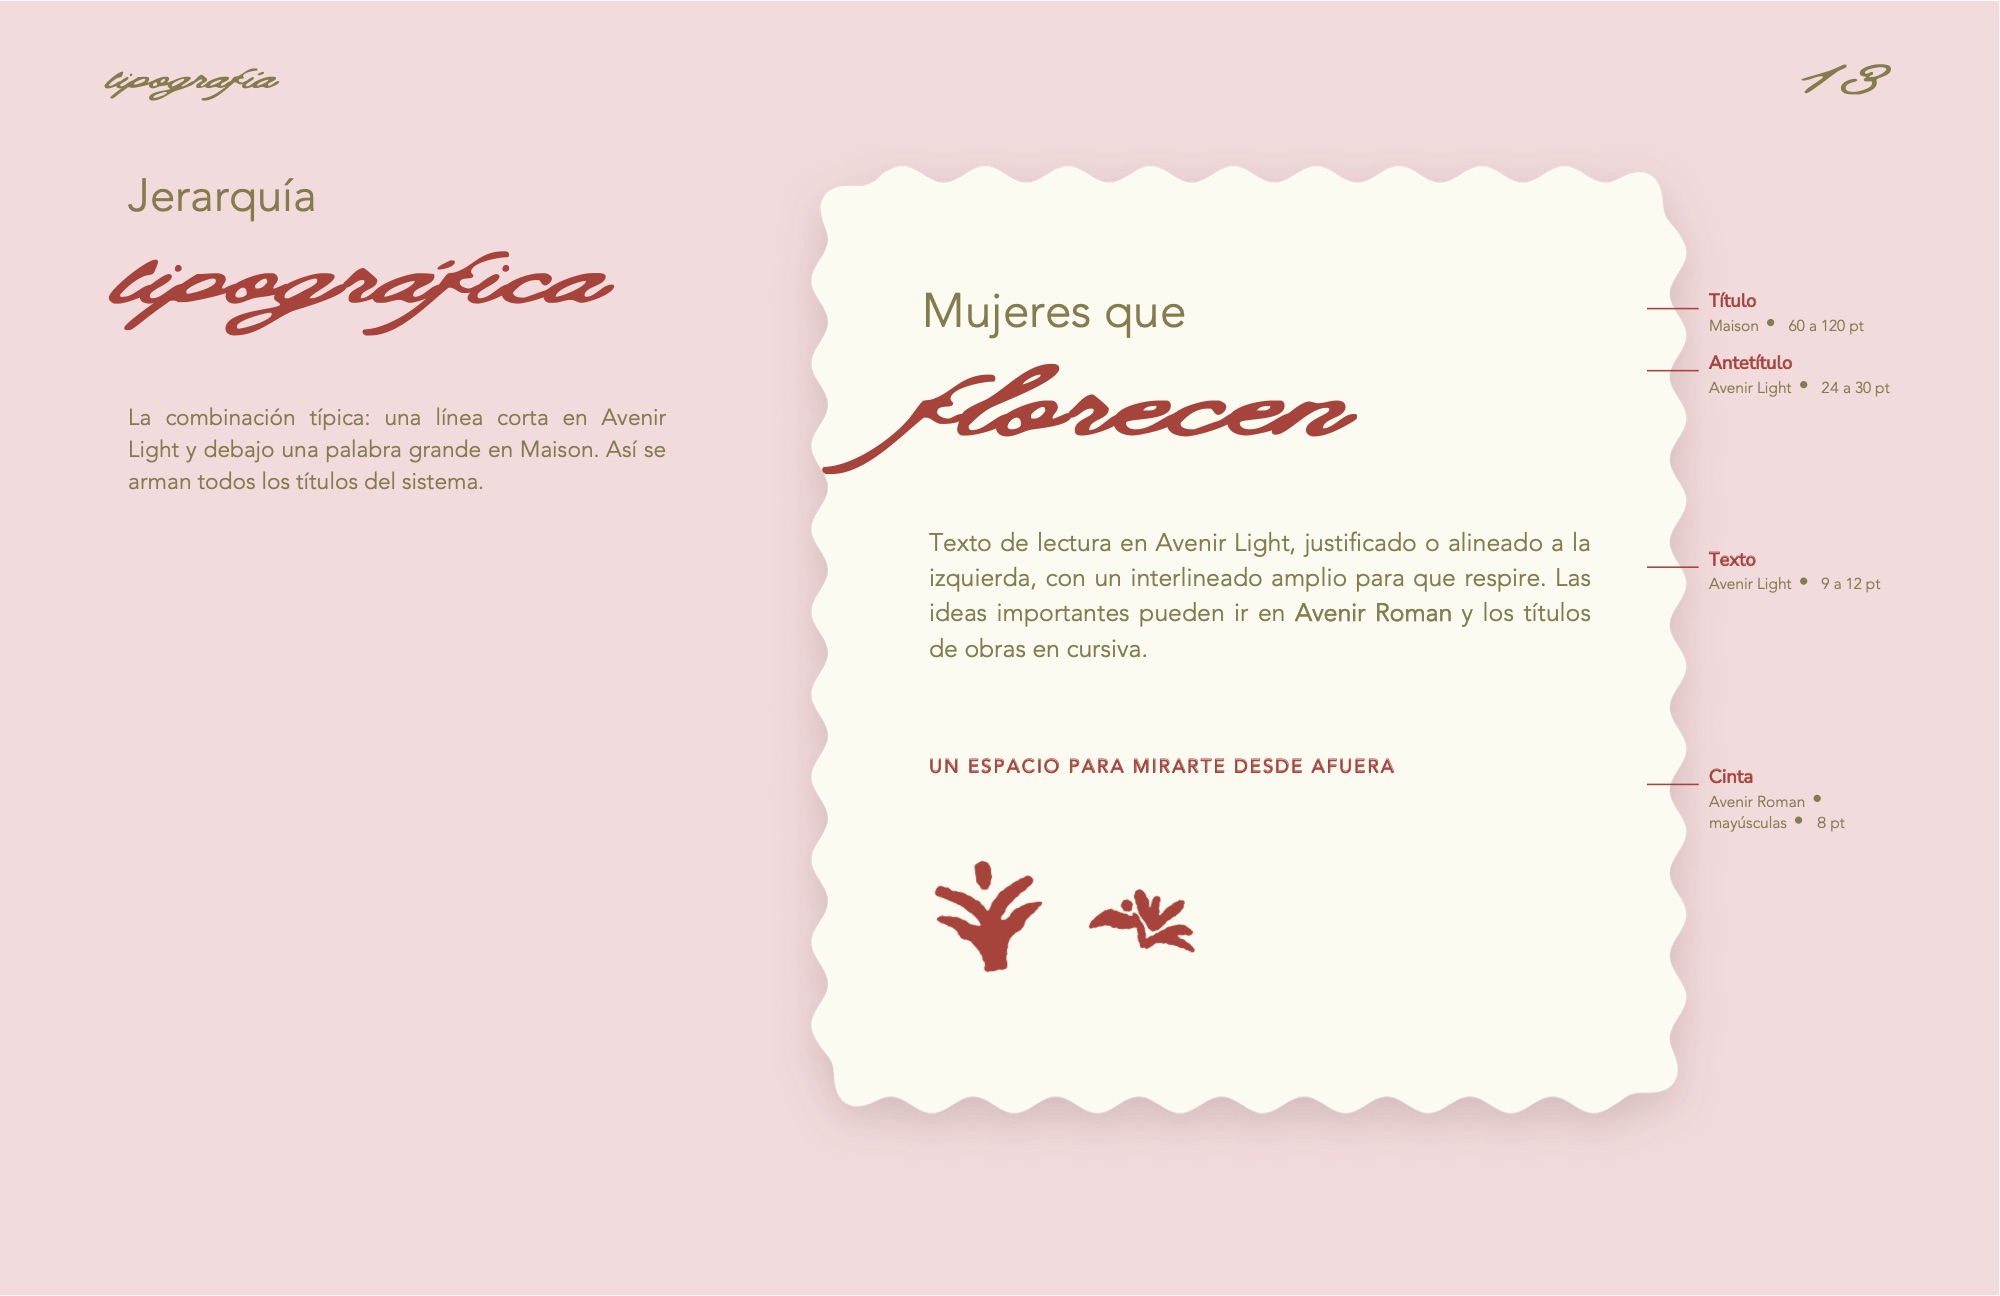 tipografía
13
Jerarquía
tipográfica
La combinación típica: una línea corta en Avenir
Light y debajo una palabra grande en Maison. Así se
arman todos los títulos del sistema.
Mujeres que
florecen
Texto de lectura en Avenir Light, justificado o alineado a la
izquierda, con un interlineado amplio para que respire. Las
ideas importantes pueden ir en Avenir Roman y los títulos
de obras en cursiva.
UN ESPACIO PARA MIRARTE DESDE AFUERA
Título
Maison • 60 a 120 pt
Antetítulo
Avenir Light • 24 a 30 pt
Texto
Avenir Light • 9 a 12 pt
Cinta
Avenir Roman •
mayúsculas • 8 pt